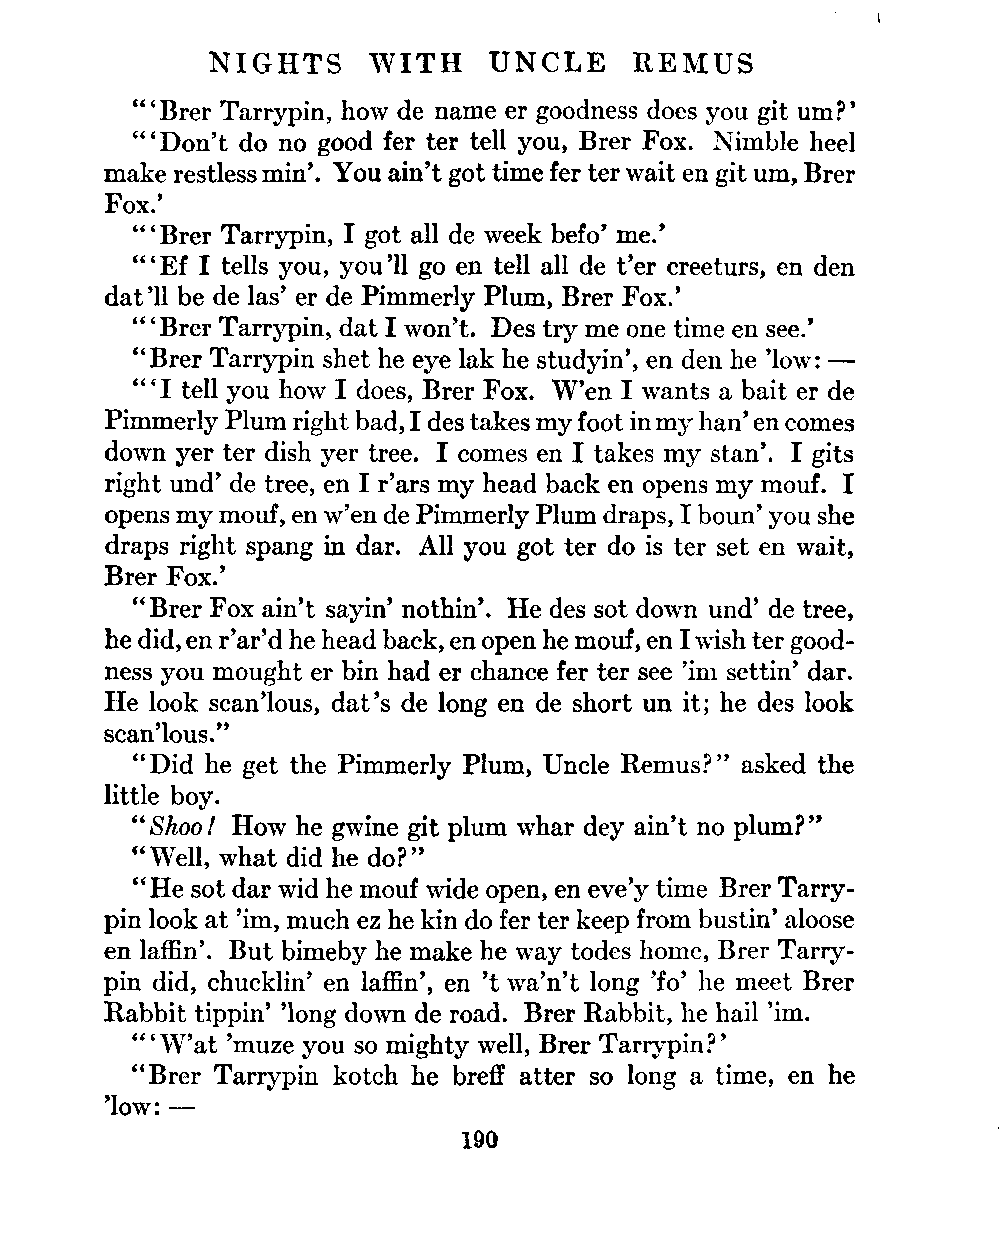 NIGHTS WITH UNCLE REMUS
"'Brer Tarrypin, how de name er goodness does you git um?'
"'Don't do no good fer ter tell you, Brer Fox. Nimble heel
make restless min'. You ain't got time fer ter wait en git um, Brer
Fox.'
"'Brer Tarrypin, I got all de week befo' me.'
"'Ef I tells you, you'll go en tell all de t'er creeturs, en den
dat'll be de las' er de Pimmerly Plum, Brer Fox.'
"'Brer Tarrypin, dat I won't. Des try me one time en see.'
"Brer Tarrypin shet he eye lak he studyin', en den he 'low: —
"'I tell you how I does, Brer Fox. W'en I wants a bait er de
Pimmerly Plum right bad, I des takes my foot in my han' en comes
down yer ter dish yer tree. I comes en I takes my stan'. I gits
right und' de tree, en I r'ars my head back en opens my mouf. I
opens my mouf, en w'en de Pimmerly Plum draps, I boun' you she
draps right spang in dar. All you got ter do is ter set en wait,
Brer Fox.'
"Brer Fox ain't sayin' nothin'. He des sot down und' de tree,
he did, en r'ar'd he head back, en open he mouf, en I wish ter good-
ness you mought er bin had er chance fer ter see 'im settin' dar.
He look scan'lous, dat's de long en de short un it; he des look
scan'lous."
"Did he get the Pimmerly Plum, Uncle Remus?" asked the
little boy.
"Shoo! How he gwine git plum whar dey ain't no plum?"
"Well, what did he do?"
"He sot dar wid he mouf wide open, en eve'y time Brer Tarry-
pin look at 'im, much ez he kin do fer ter keep from bustin' aloose
en laffin'. But bimeby he make he way todes home, Brer Tarry-
pin did, chucklin' en laffin', en 't wa'n't long 'fo' he meet Brer
Rabbit tippin' 'long down de road. Brer Rabbit, he hail 'im.
"'W'at 'muze you so mighty well, Brer Tarrypin?'
"Brer Tarrypin kotch he breff atter so long a time, en he
'low: —
190